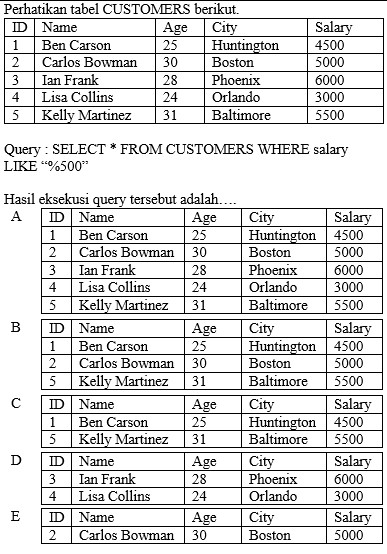 Perhatikan tabel CUSTOMERS berikut.
ID Name Age City Salary
1 Ben Carson 25 Huntington 4500
2 Carlos Bowman 30 Boston 5000
3 Ian Frank 28 Phoenix 6000
4 Lisa Collins 24 Orlando 3000
5 Kelly Martinez 31 Baltimore 5500
Query : SELECT * FROM CUSTOMERS WHERE salary
LIKE “%500”
Hasil eksekusi query tersebut adalah….
A ID Name Age City Salary
1 Ben Carson 25 Huntington 4500
2 Carlos Bowman 30 Boston 5000
3 Ian Frank 28 Phoenix 6000
4 Lisa Collins 24 Orlando 3000
5 Kelly Martinez 31 Baltimore 5500
B ID Name Age City Salary
1 Ben Carson 25 Huntington 4500
2 Carlos Bowman 30 Boston 5000
5 Kelly Martinez 31 Baltimore 5500
C ID Name Age City Salary
1 Ben Carson 25 Huntington 4500
5 Kelly Martinez 31 Baltimore 5500
D ID Name Age City Salary
3 Ian Frank 28 Phoenix 6000
4 Lisa Collins 24 Orlando 3000
E ID Name Age City Salary
2 Carlos Bowman 30 Boston 5000